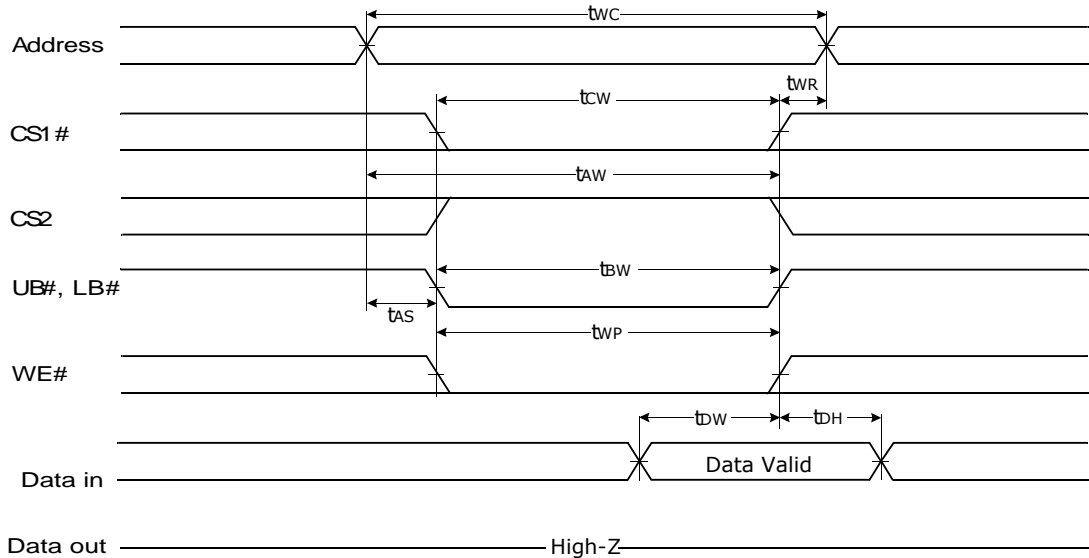 tWC
Address
tCW
tWR
CS1#
tAW
CS2
tBW
UB#, LB#
tAS
tWP
WE#
tDW
tDH
Data Valid
Data in
Data out
High-Z